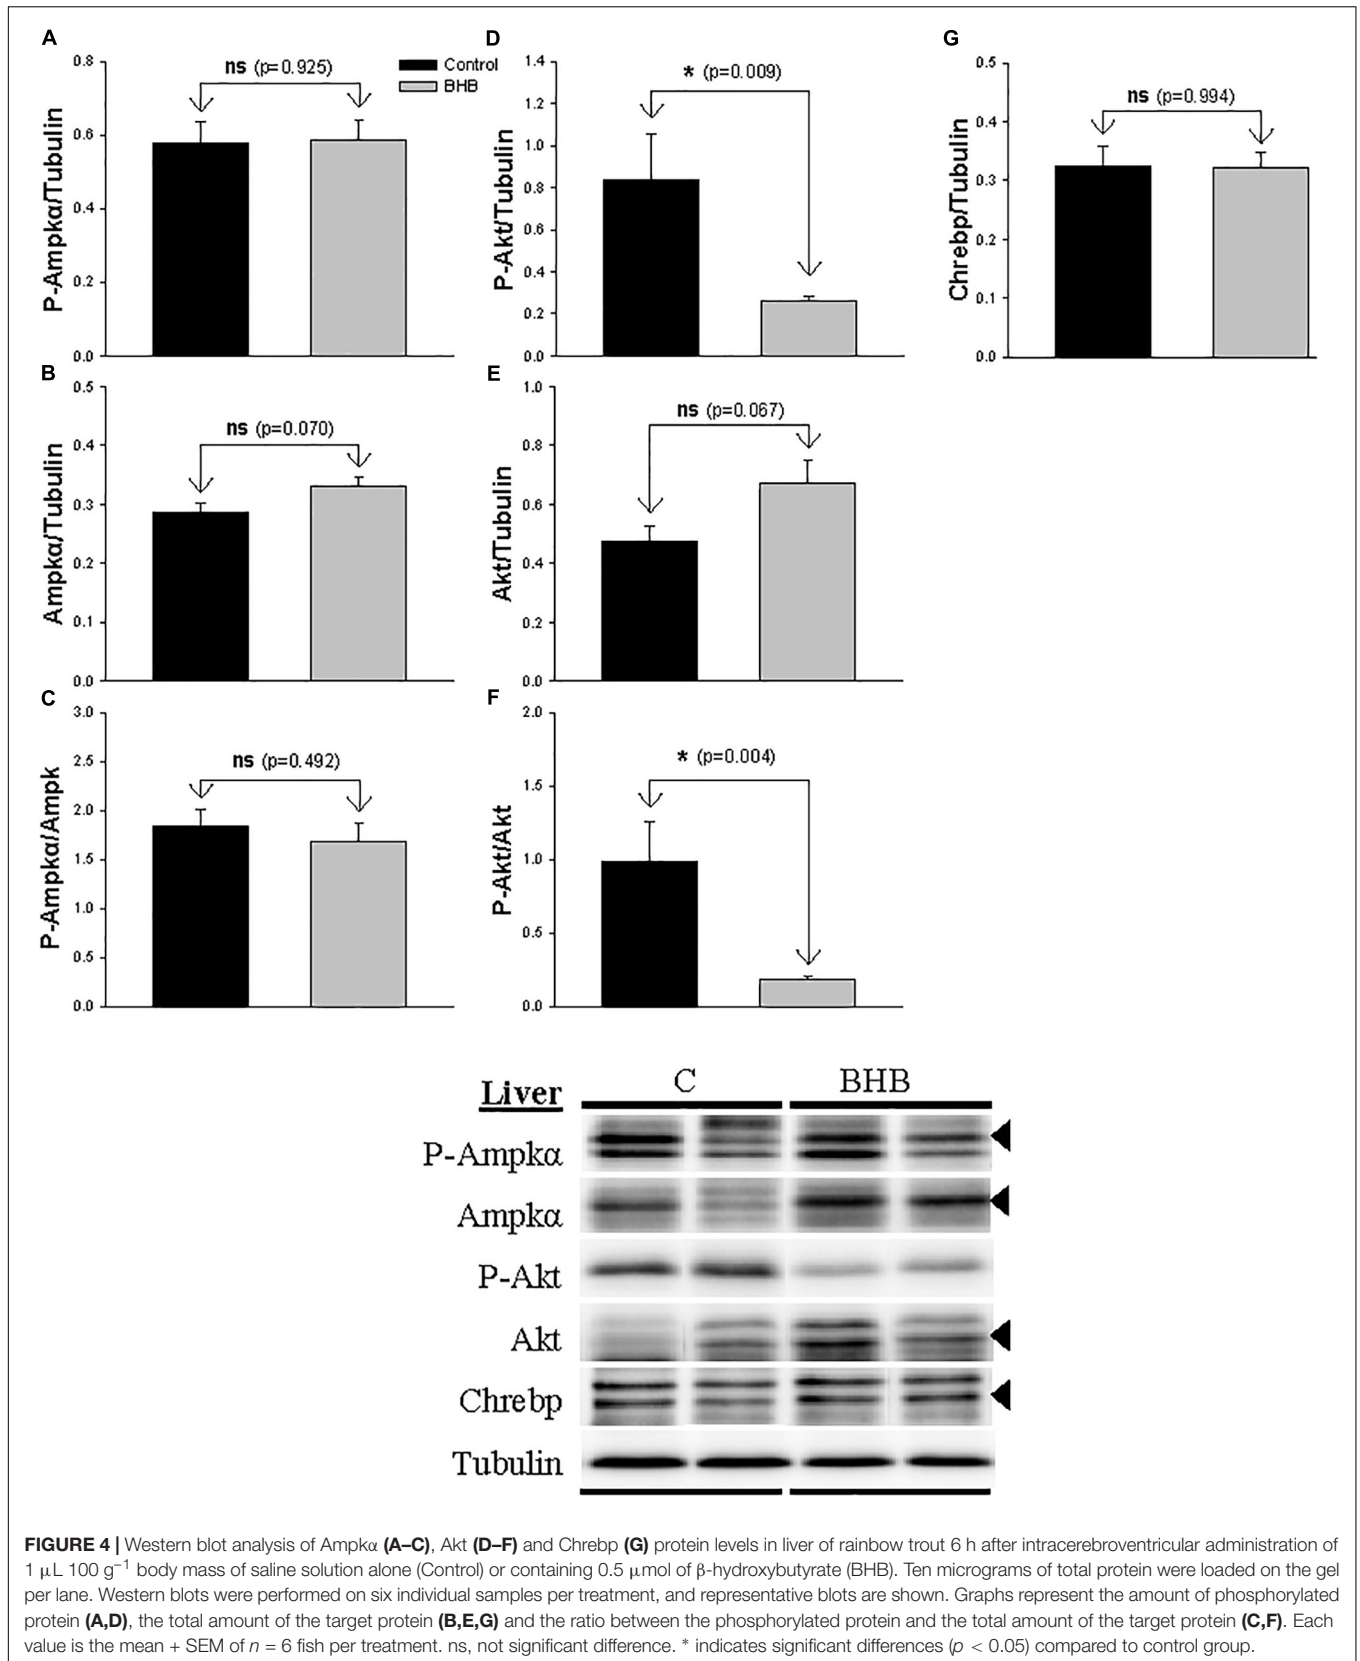 A
P-Ampkα/Tubulin
0.8
0.6
0.4
0.2
0.0
ns (p=0.925)
Control
BHB
D
P-Akt/Tubulin
1.4
1.2
1.0
0.8
0.6
0.4
0.2
0.0
* (p=0.009)
G
Chrebp/Tubulin
0.5
0.4
0.3
0.2
0.1
0.0
ns (p=0.994)
B
Ampkα/Tubulin
0.5
0.4
0.3
0.2
0.1
0.0
ns (p=0.070)
E
Akt/Tubulin
1.0
0.8
0.6
0.4
0.2
0.0
ns (p=0.067)
C
P-Ampkα/Ampk
3.0
2.5
2.0
1.5
1.0
0.5
0.0
ns (p=0.492)
F
P-Akt/Akt
2.0
1.5
1.0
0.5
0.0
* (p=0.004)
Liver
C
BHB
P-Ampkα
Ampkα
P-Akt
Akt
Chrebp
Tubulin
FIGURE 4 | Western blot analysis of Ampkα (A–C), Akt (D–F) and Chrebp (G) protein levels in liver of rainbow trout 6 h after intracerebroventricular administration of
1 μL 100 g⁻¹ body mass of saline solution alone (Control) or containing 0.5 μmol of β-hydroxybutyrate (BHB). Ten micrograms of total protein were loaded on the gel
per lane. Western blots were performed on six individual samples per treatment, and representative blots are shown. Graphs represent the amount of phosphorylated
protein (A,D), the total amount of the target protein (B,E,G) and the ratio between the phosphorylated protein and the total amount of the target protein (C,F). Each
value is the mean + SEM of n = 6 fish per treatment. ns, not significant difference. * indicates significant differences (p < 0.05) compared to control group.